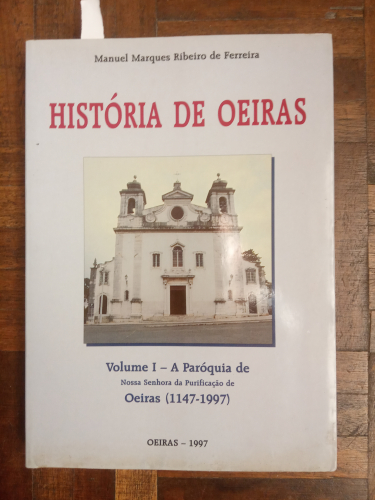 Manuel Marques Ribeiro de Ferreira
HISTÓRIA DE OEIRAS
Volume I – A Paróquia de
Nossa Senhora da Purificação de
Oeiras (1147-1997)
OEIRAS – 1997